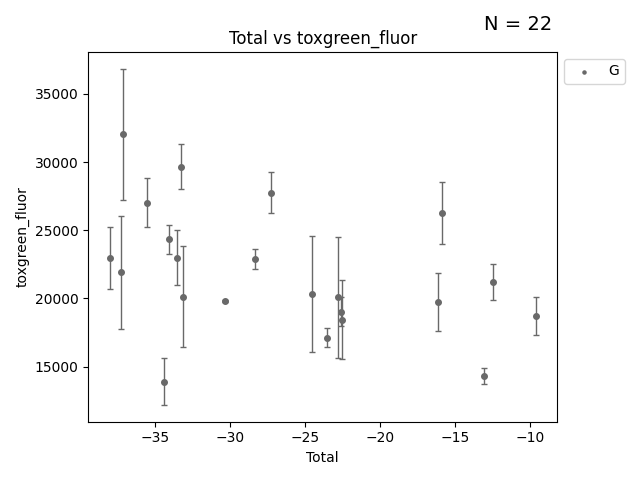 N = 22
Total vs toxgreen_fluor
G
toxgreen_fluor
35000
30000
25000
20000
15000
−35 −30 −25 −20 −15 −10
Total